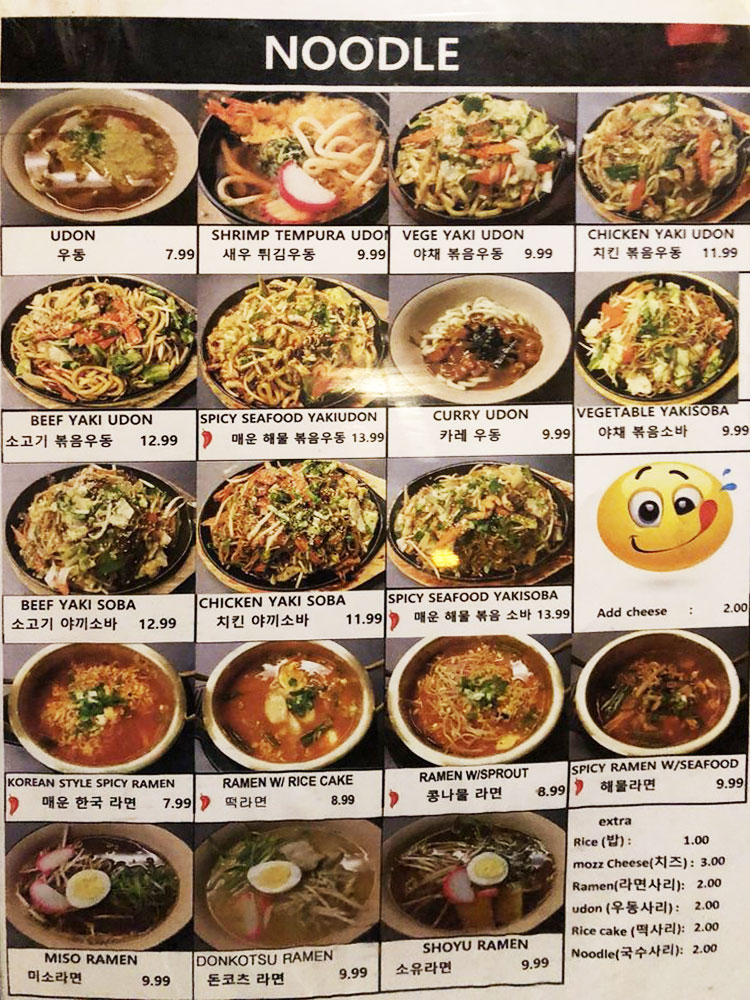 NOODLE
UDON
우동 7.99
SHRIMP TEMPURA UDON
새우 튀김우동 9.99
VEGE YAKI UDON
야채 볶음우동 9.99
CHICKEN YAKI UDON
치킨 볶음우동 11.99
BEEF YAKI UDON
소고기 볶음우동 12.99
SPICY SEAFOOD YAKIUDON
매운 해물 볶음우동 13.99
CURRY UDON
카레 우동 9.99
VEGETABLE YAKISOBA
야채 볶음소바 9.99
BEEF YAKI SOBA
소고기 야끼소바 12.99
CHICKEN YAKI SOBA
치킨 야끼소바 11.99
SPICY SEAFOOD YAKISOBA
매운 해물 볶음 소바 13.99
Add cheese : 2.00
KOREAN STYLE SPICY RAMEN
매운 한국 라면 7.99
RAMEN W/ RICE CAKE
떡라면 8.99
RAMEN W/SPROUT
콩나물 라면 8.99
SPICY RAMEN W/SEAFOOD
해물라면 9.99
MISO RAMEN
미소라면 9.99
DONKOTSU RAMEN
돈코츠 라면 9.99
SHOYU RAMEN
소유라면 9.99
extra
Rice (밥) : 1.00
mozz Cheese(치즈) : 3.00
Ramen(라면사리): 2.00
udon (우동사리) : 2.00
Rice cake (떡사리): 2.00
Noodle(국수사리): 2.00